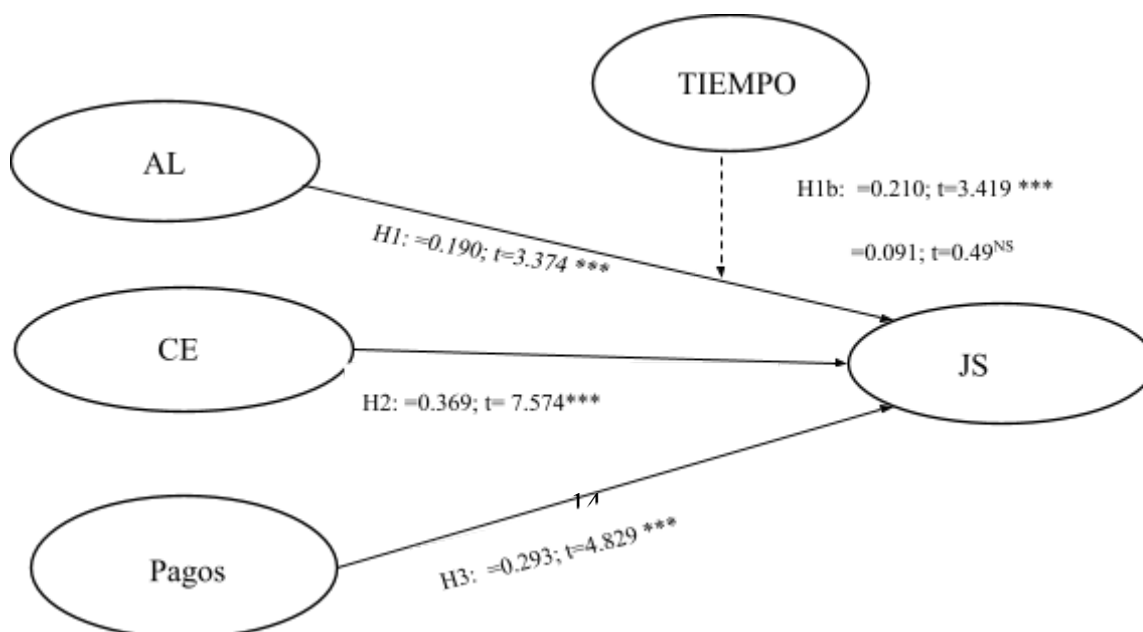 TIEMPO
AL
H1b: =0.210; t=3.419 ***
H1: =0.190; t=3.374 ***
=0.091; t=0.49NS
CE
JS
H2: =0.369; t= 7.574***
H3: =0.293; t=4.829 ***
Pagos